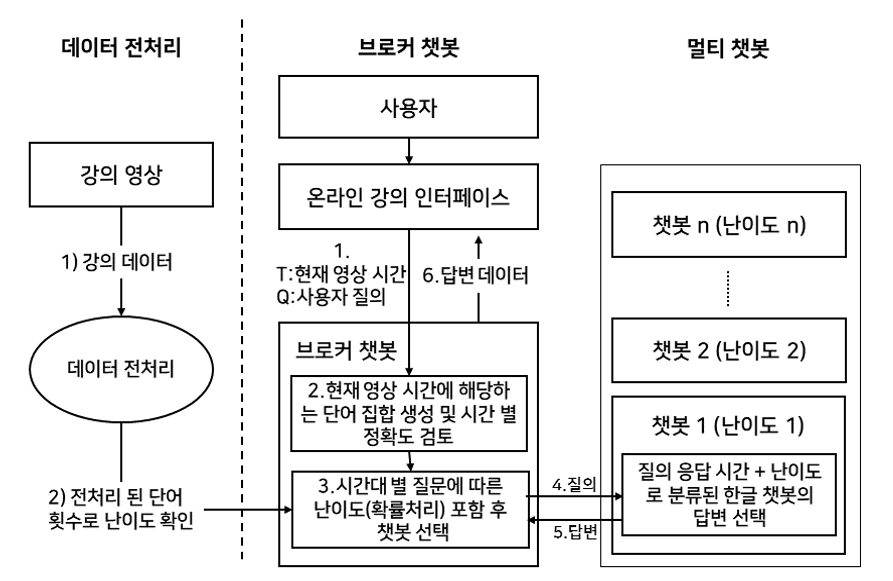 데이터 전처리
브로커 챗봇
멀티 챗봇
강의 영상
1) 강의 데이터
데이터 전처리
2) 전처리 된 단어
횟수로 난이도 확인
사용자
온라인 강의 인터페이스
1.
T:현재 영상 시간
Q:사용자 질의
6.답변 데이터
브로커 챗봇
2.현재 영상 시간에 해당하
는 단어 집합 생성 및 시간 별
정확도 검토
3.시간대 별 질문에 따른
난이도(확률처리) 포함 후
챗봇 선택
4.질의
5.답변
챗봇 n (난이도 n)
챗봇 2 (난이도 2)
챗봇 1 (난이도 1)
질의 응답 시간 + 난이도
로 분류된 한글 챗봇의
답변 선택